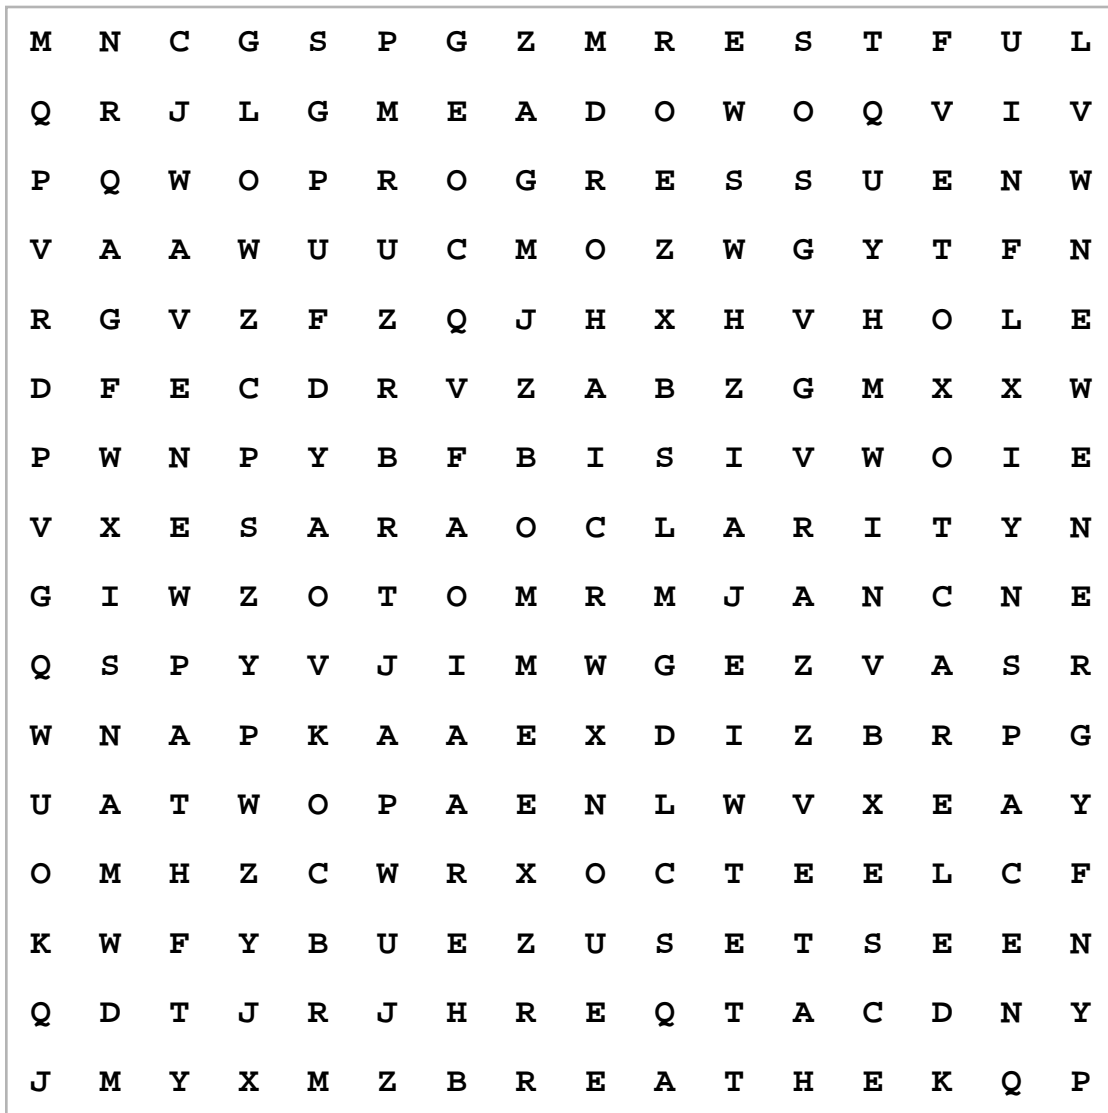 M N C G S P G Z M R E S T F U L
Q R J L G M E A D O W O Q V I V
P Q W O P R O G R E S S U E N W
V A A W U U C M O Z W G Y T F N
R G V Z F Z Q J H X H V H O L E
D F E C D R V Z A B Z G M X X W
P W N P Y B F B I S I V W O I E
V X E S A R A O C L A R I T Y N
G I W Z O T O M R M J A N C N E
Q S P Y V J I M W G E Z V A S R
W N A P K A A E X D I Z B R P G
U A T W O P A E N L W V X E A Y
O M H Z C W R X O C T E E L C F
K W F Y B U E Z U S E T S E E N
Q D T J R J H R E Q T A C D N Y
J M Y X M Z B R E A T H E K Q P